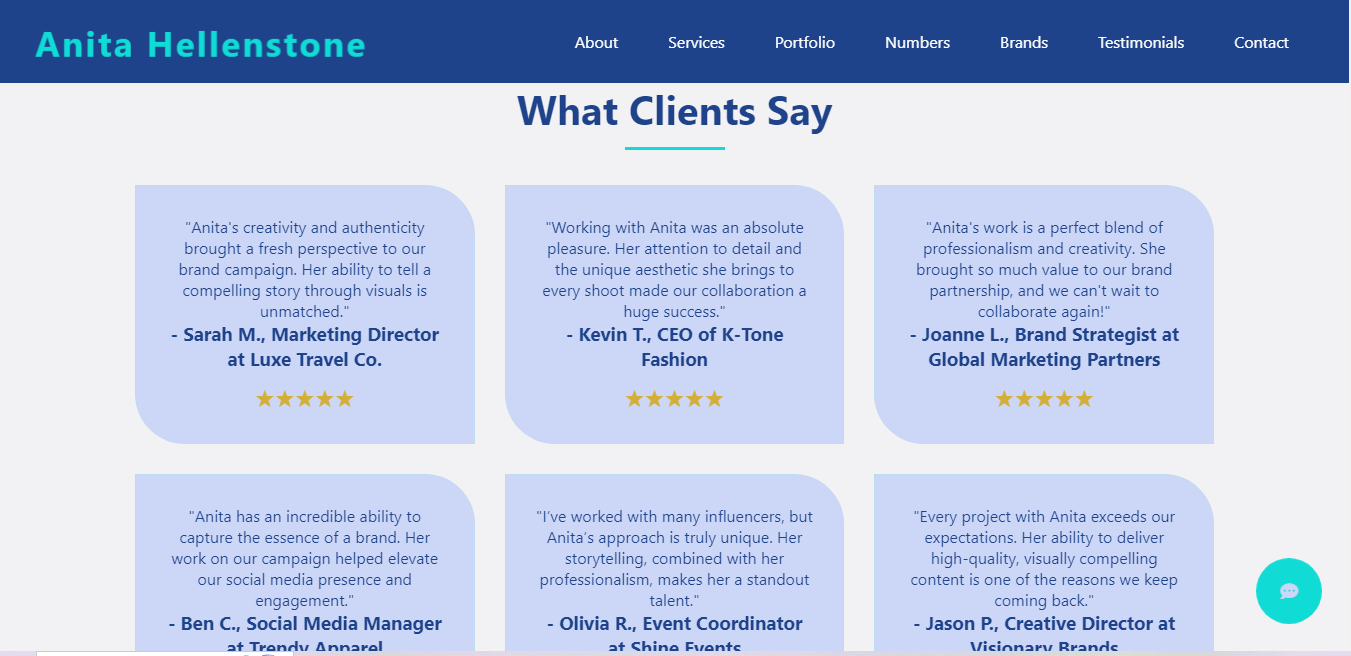 Anita Hellenstone
About Services Portfolio Numbers Brands Testimonials Contact
What Clients Say
"Anita's creativity and authenticity
brought a fresh perspective to our
brand campaign. Her ability to tell a
compelling story through visuals is
unmatched."
- Sarah M., Marketing Director
at Luxe Travel Co.
★★★★★
"Working with Anita was an absolute
pleasure. Her attention to detail and
the unique aesthetic she brings to
every shoot made our collaboration a
huge success."
- Kevin T., CEO of K-Tone
Fashion
★★★★★
"Anita's work is a perfect blend of
professionalism and creativity. She
brought so much value to our brand
partnership, and we can't wait to
collaborate again!"
- Joanne L., Brand Strategist at
Global Marketing Partners
★★★★★
"Anita has an incredible ability to
capture the essence of a brand. Her
work on our campaign helped elevate
our social media presence and
engagement."
- Ben C., Social Media Manager
at Trendy Apparel
"I’ve worked with many influencers, but
Anita’s approach is truly unique. Her
storytelling, combined with her
professionalism, makes her a standout
talent."
- Olivia R., Event Coordinator
at Shine Events
"Every project with Anita exceeds our
expectations. Her ability to deliver
high-quality, visually compelling
content is one of the reasons we keep
coming back."
- Jason P., Creative Director at
Visionary Brands